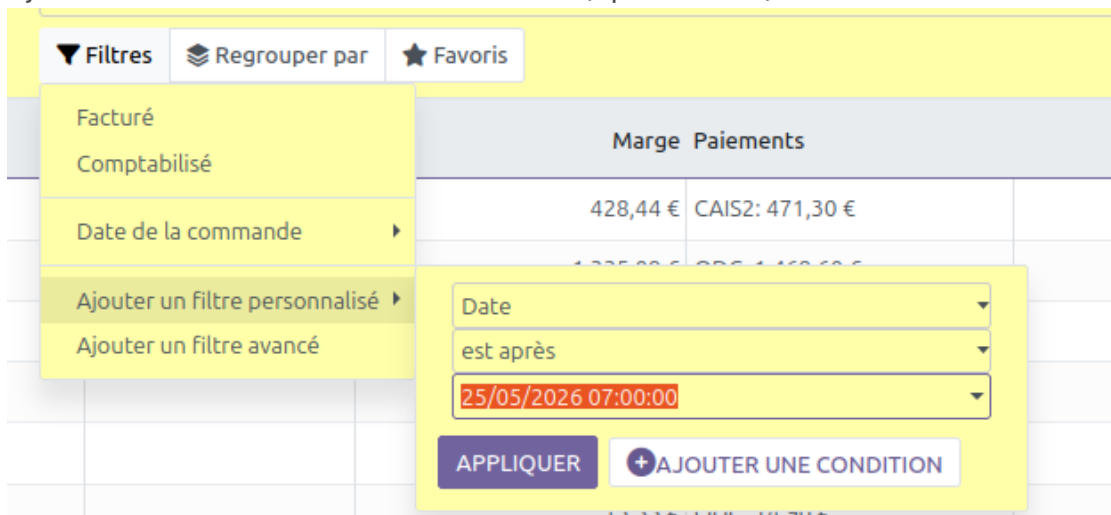 Filtres Regrouper par Favoris
Facturé
Comptabilisé
Marge Paiements
428,44 € CAIS2: 471,30 €
Date de la commande
Ajouter un filtre personnalisé
Ajouter un filtre avancé
Date
est après
25/05/2026 07:00:00
APPLIQUER AJOUTER UNE CONDITION